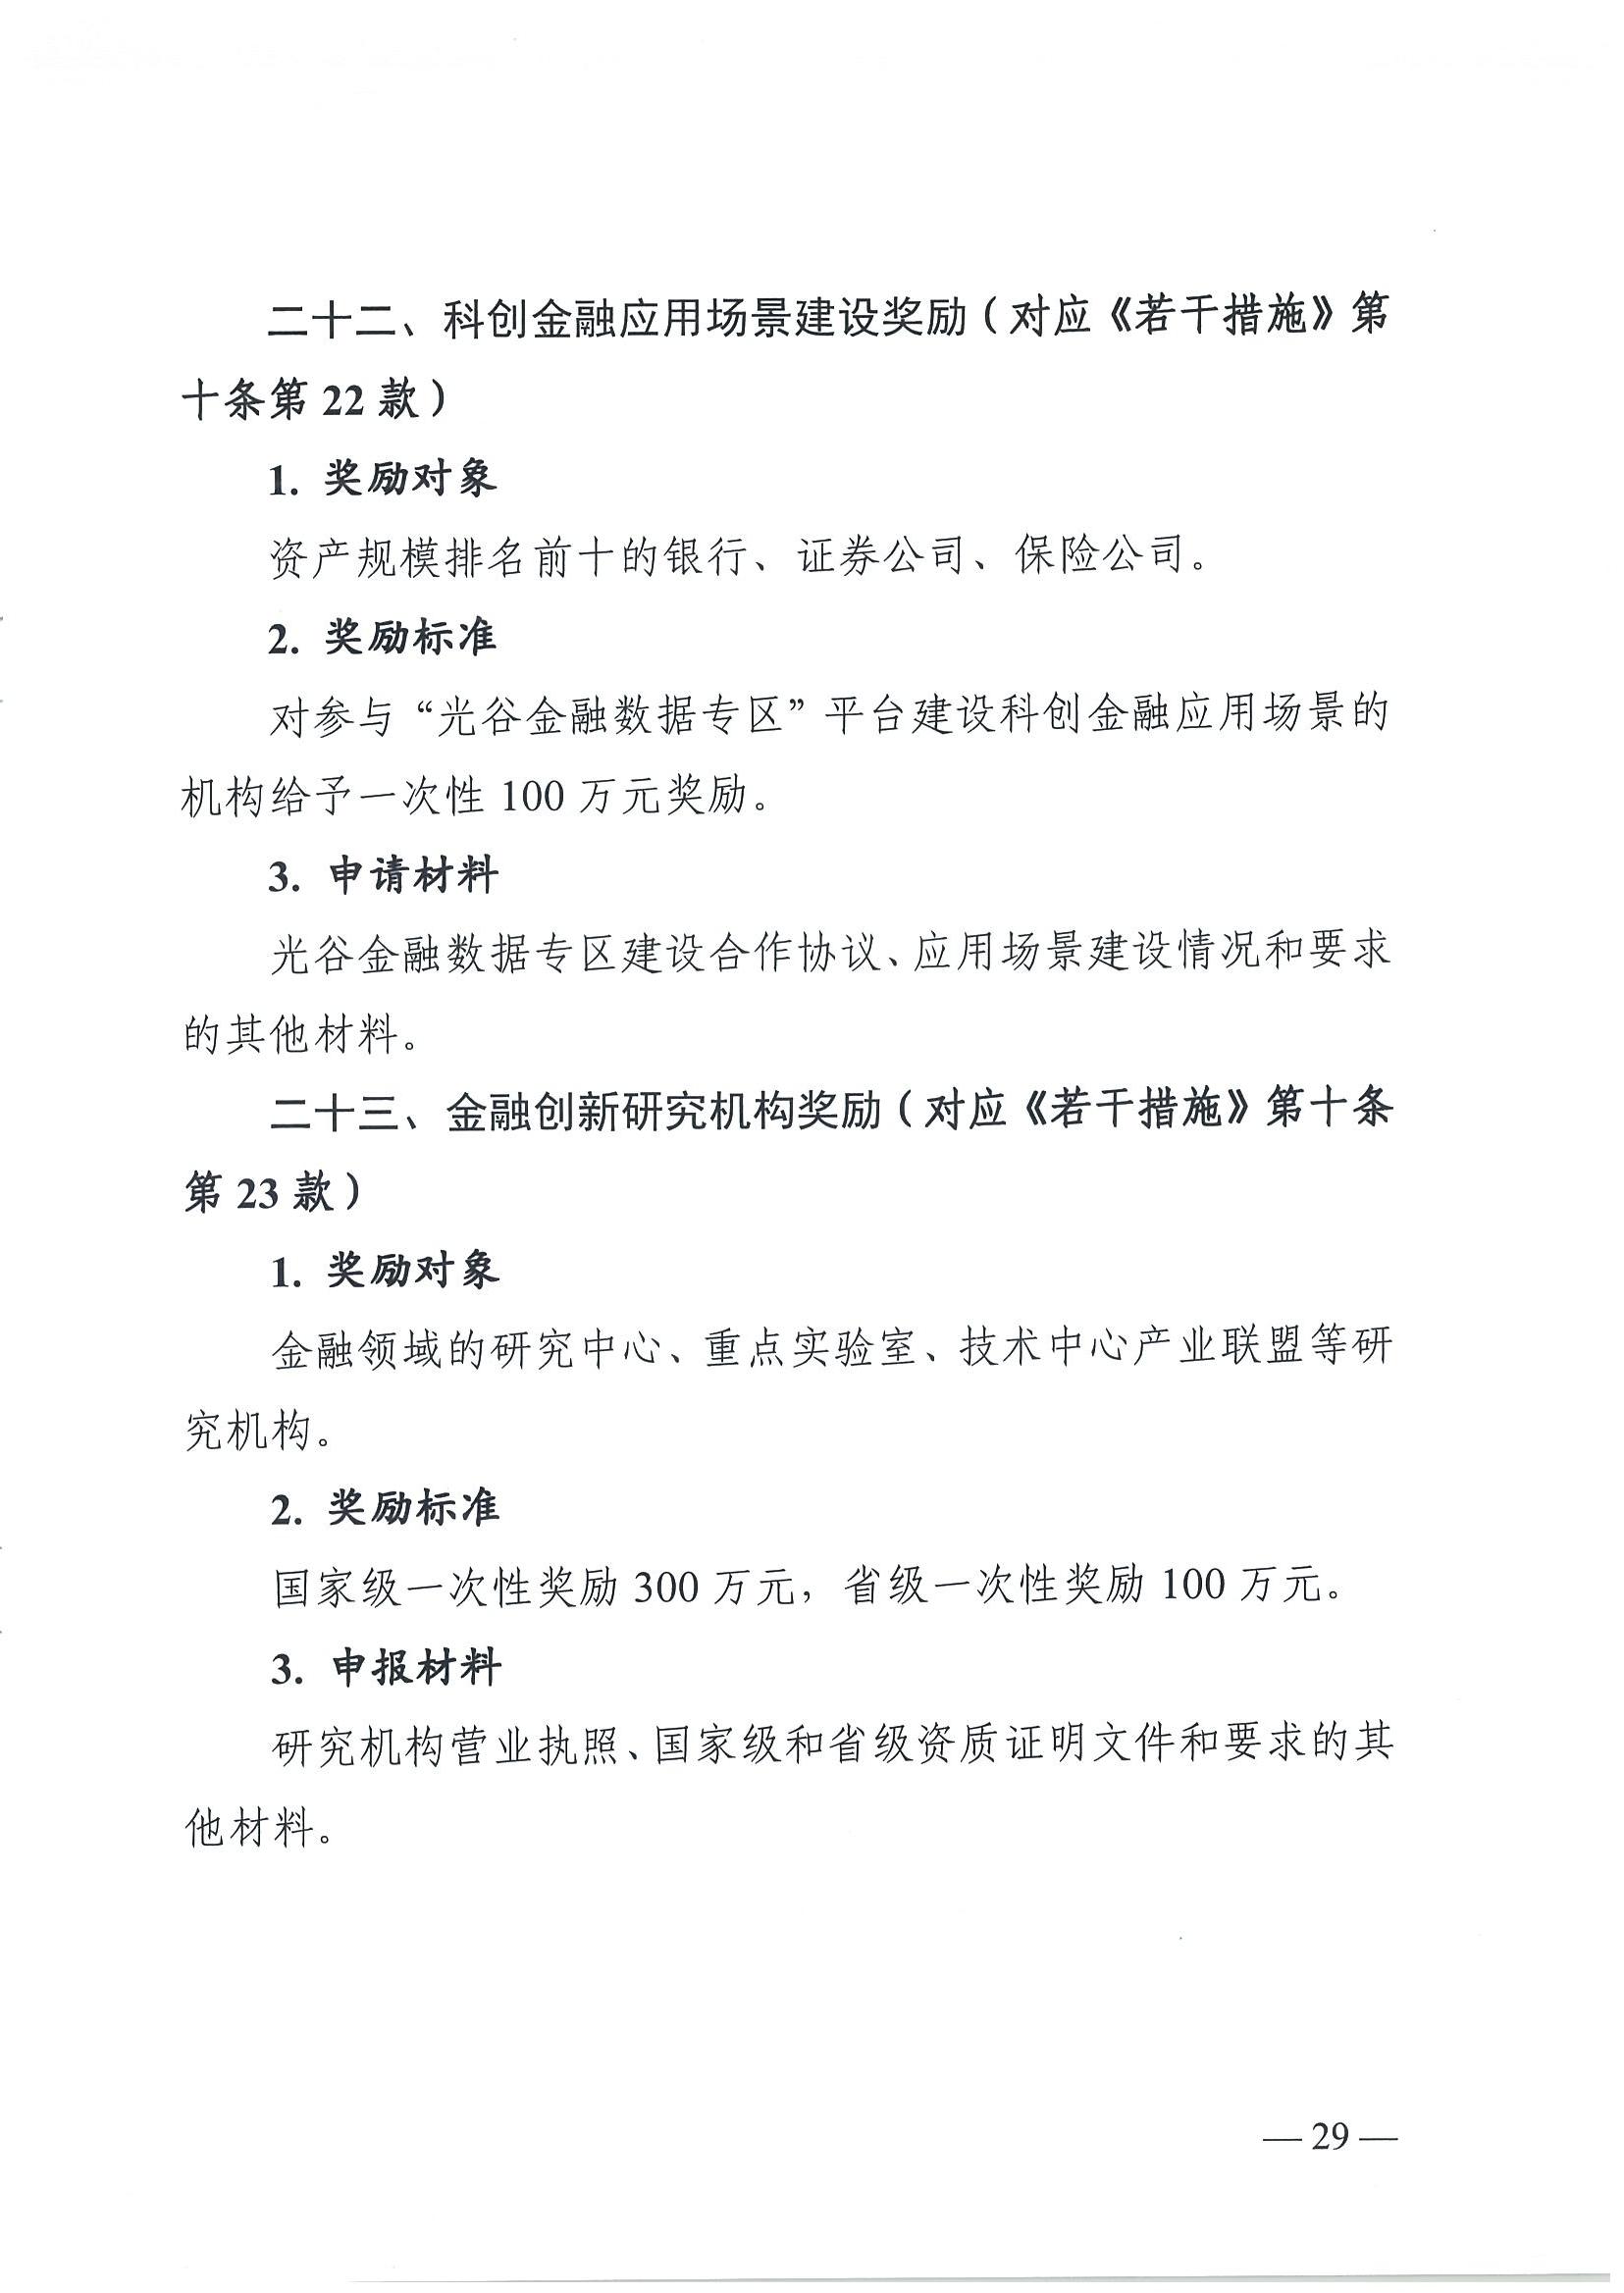 二十二、科创金融应用场景建设奖励（对应《若干措施》第
十条第 22 款）
1. 奖励对象
资产规模排名前十的银行、证券公司、保险公司。
2. 奖励标准
对参与“光谷金融数据专区”平台建设科创金融应用场景的
机构给予一次性 100 万元奖励。
3. 申请材料
光谷金融数据专区建设合作协议、应用场景建设情况和要求
的其他材料。
二十三、金融创新研究机构奖励（对应《若干措施》第十条
第 23 款）
1. 奖励对象
金融领域的研究中心、重点实验室、技术中心产业联盟等研
究机构。
2. 奖励标准
国家级一次性奖励 300 万元，省级一次性奖励 100 万元。
3. 申报材料
研究机构营业执照、国家级和省级资质证明文件和要求的其
他材料。
— 29 —